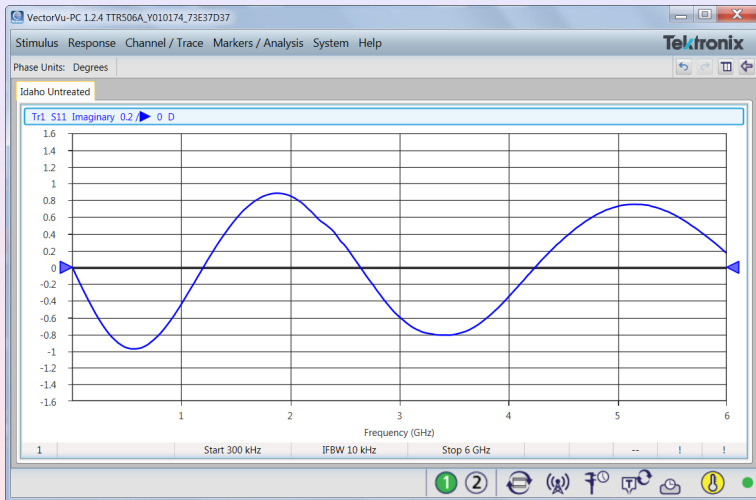 VectorVu-PC 1.2.4 TTR506A_Y010174_73E37D37
Stimulus Response Channel / Trace Markers / Analysis System Help
Tektronix
Phase Units: Degrees
Idaho Untreated
Tr1 S11 Imaginary 0.2 / 0 D
1.6
1.4
1.2
1
0.8
0.6
0.4
0.2
0
-0.2
-0.4
-0.6
-0.8
-1
-1.2
-1.4
-1.6
1 2 3 4 5 6
Frequency (GHz)
1 Start 300 kHz IFBW 10 kHz Stop 6 GHz -- ! !
1 2 T